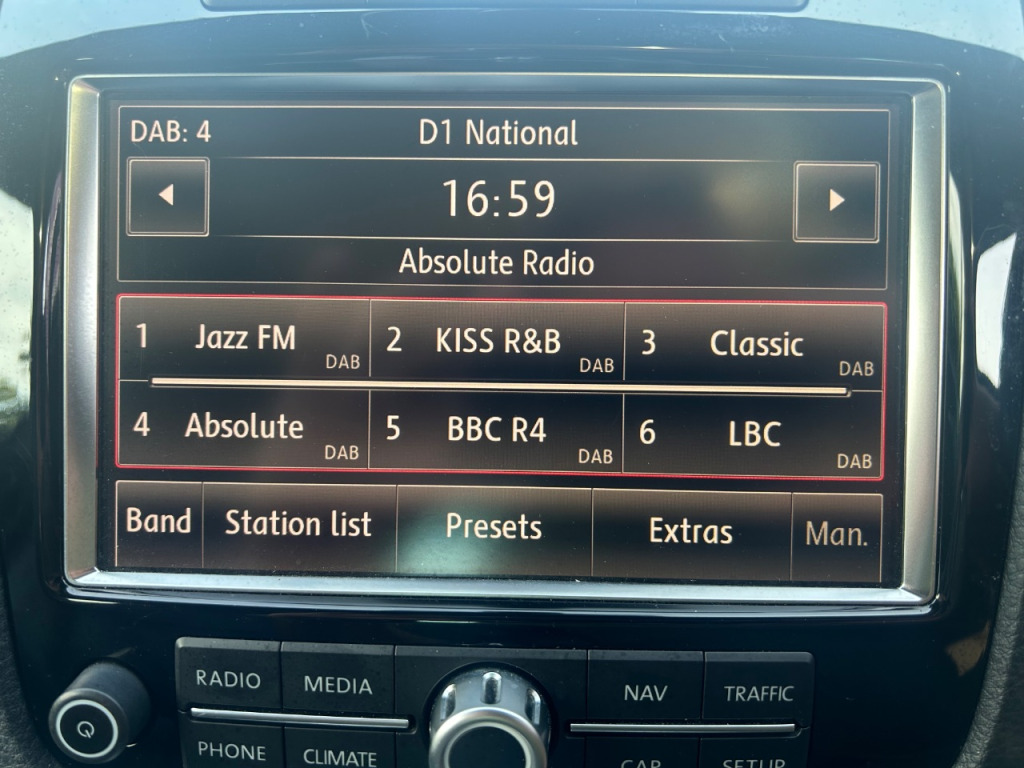 DAB: 4 D1 National
16:59
Absolute Radio
1 Jazz FM DAB 2 KISS R&B DAB 3 Classic DAB
4 Absolute DAB 5 BBC R4 DAB 6 LBC DAB
Band Station list Presets Extras Man.
RADIO MEDIA NAV TRAFFIC
PHONE CLIMATE CAR SETUP